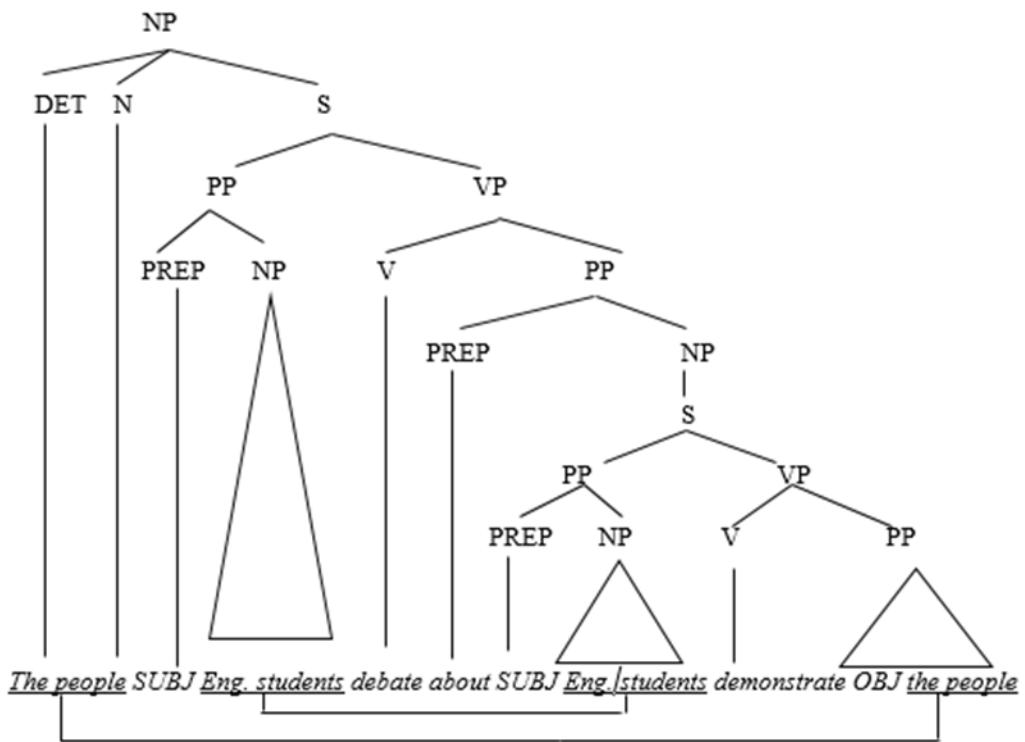 NP
DET N S
PP VP
PREP NP V PP
PREP NP
S
PP VP
PREP NP V PP
The people SUBJ Eng. students debate about SUBJ Eng. students demonstrate OBJ the people